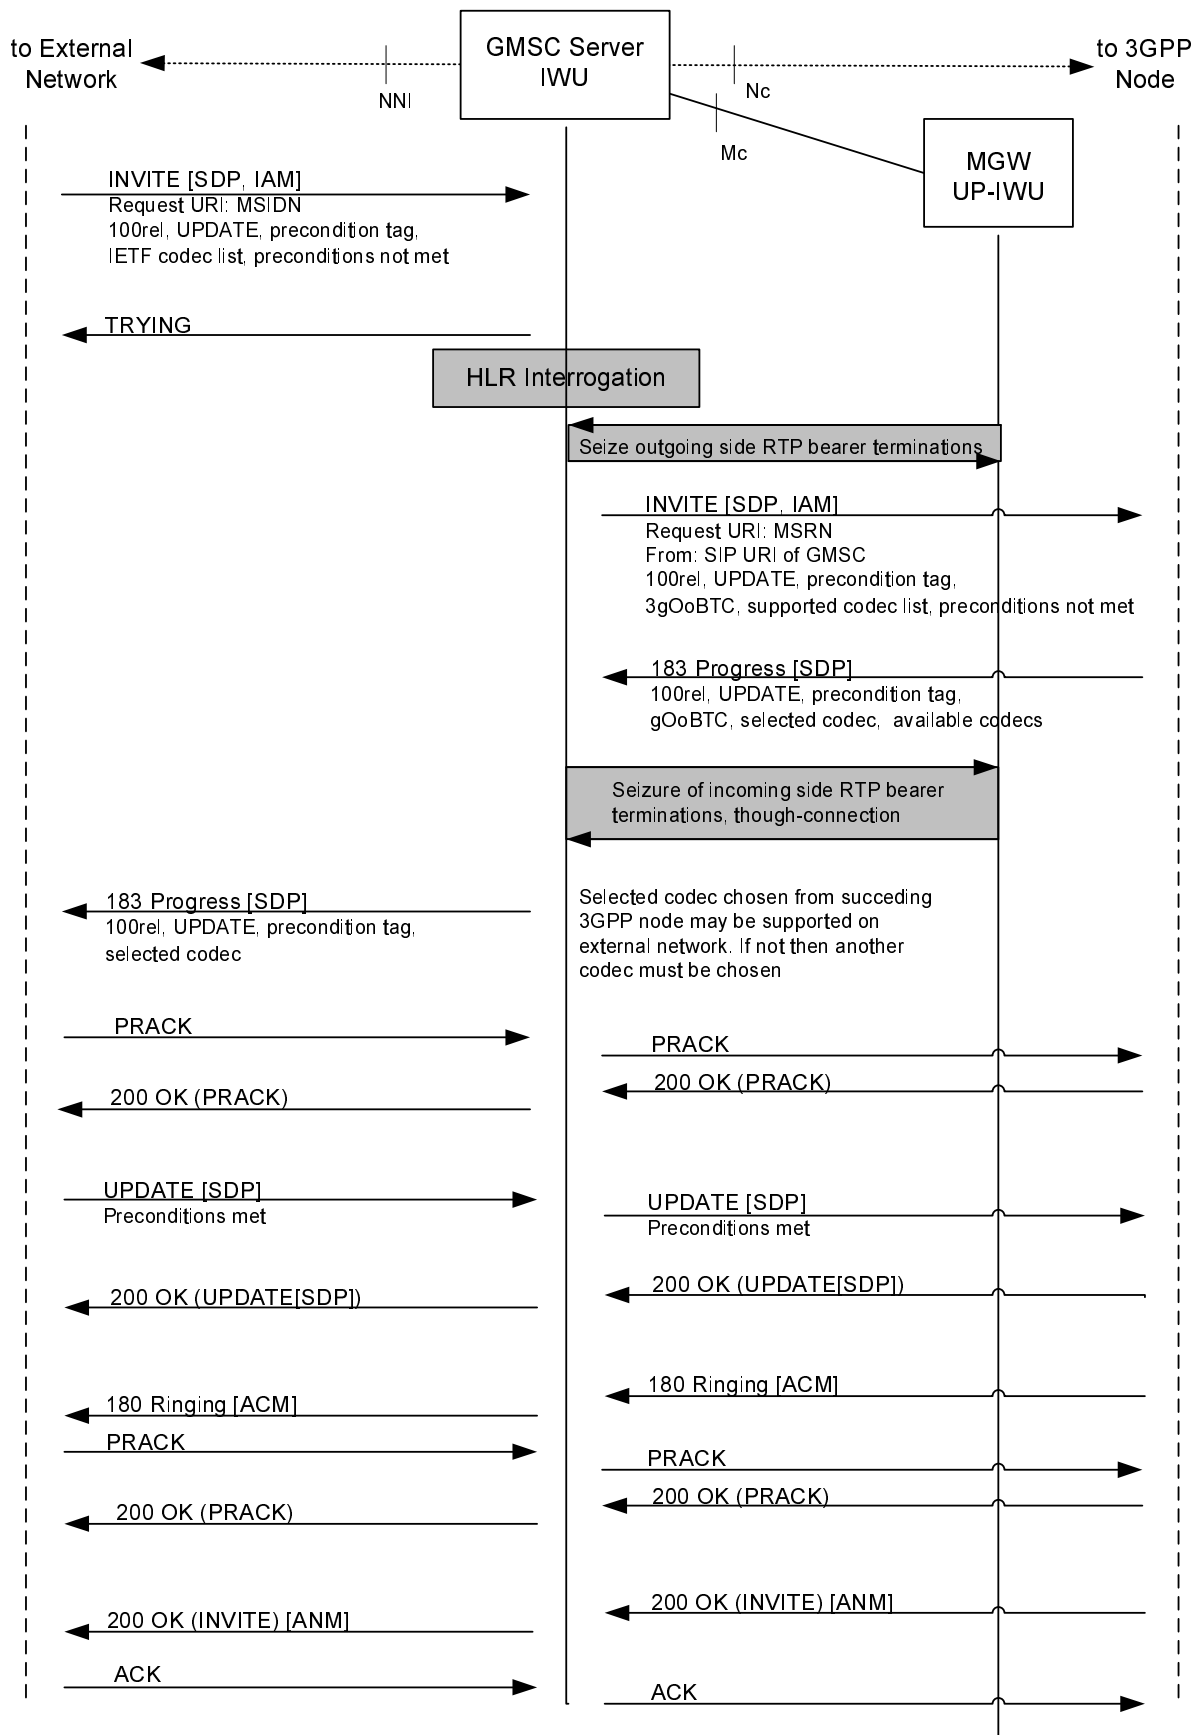 to External
Network
GMSC Server
IWU
to 3GPP
Node
NNI
Nc
Mc
MGW
UP-IWU
INVITE [SDP, IAM]
Request URI: MSIDN
100rel, UPDATE, precondition tag,
IETF codec list, preconditions not met
TRYING
HLR Interrogation
Seize outgoing side RTP bearer terminations
INVITE [SDP, IAM]
Request URI: MSRN
From: SIP URI of GMSC
100rel, UPDATE, precondition tag,
3gOoBTC, supported codec list, preconditions not met
183 Progress [SDP]
100rel, UPDATE, precondition tag,
gOoBTC, selected codec, available codecs
Seizure of incoming side RTP bearer
terminations, though-connection
183 Progress [SDP]
100rel, UPDATE, precondition tag,
selected codec
Selected codec chosen from succeding
3GPP node may be supported on
external network. If not then another
codec must be chosen
PRACK
PRACK
200 OK (PRACK)
200 OK (PRACK)
UPDATE [SDP]
Preconditions met
UPDATE [SDP]
Preconditions met
200 OK (UPDATE[SDP])
200 OK (UPDATE[SDP])
180 Ringing [ACM]
180 Ringing [ACM]
PRACK
PRACK
200 OK (PRACK)
200 OK (PRACK)
200 OK (INVITE) [ANM]
200 OK (INVITE) [ANM]
ACK
ACK